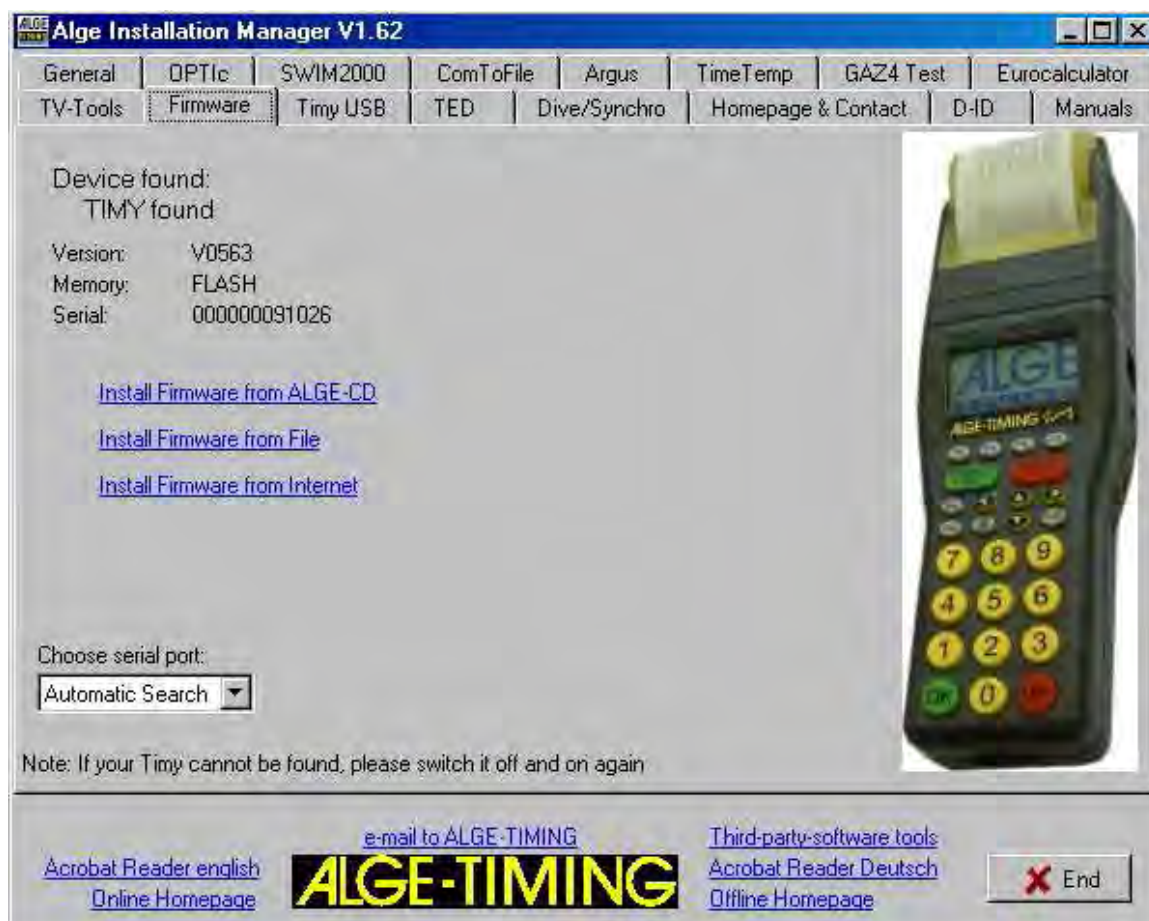 Alge Installation Manager V1.62
General OPTIc SWIM2000 ComToFile Argus TimeTemp GAZ4 Test Eurocalculator
TV-Tools Firmware Timy USB TED Dive/Synchro Homepage & Contact D-ID Manuals
Device found:
TIMY found
Version: V0563
Memory: FLASH
Serial: 000000091026
Install Firmware from ALGE-CD
Install Firmware from File
Install Firmware from Internet
ALGE
ALGE-TIMING
7 8 9
4 5 6
1 2 3
OK 0
Choose serial port:
Automatic Search
Note: If your Timy cannot be found, please switch it off and on again
e-mail to ALGE-TIMING Third-party-software tools
Acrobat Reader english ALGE-TIMING Acrobat Reader Deutsch End
Online Homepage Offline Homepage